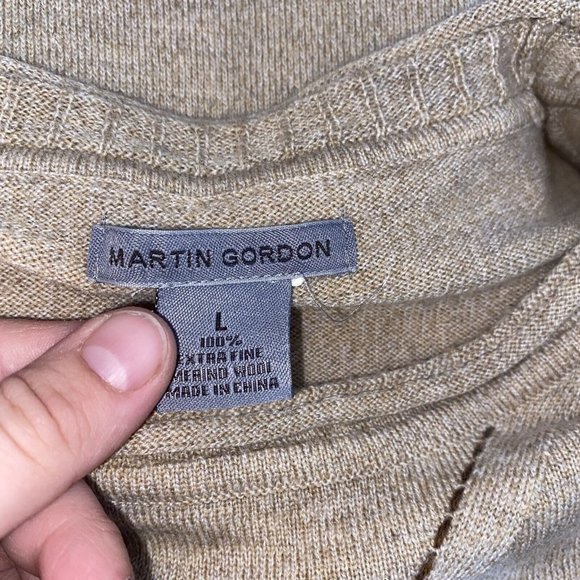 MARTIN GORDON
L
100%
EXTRA FINE
MERINO WOOL
MADE IN CHINA